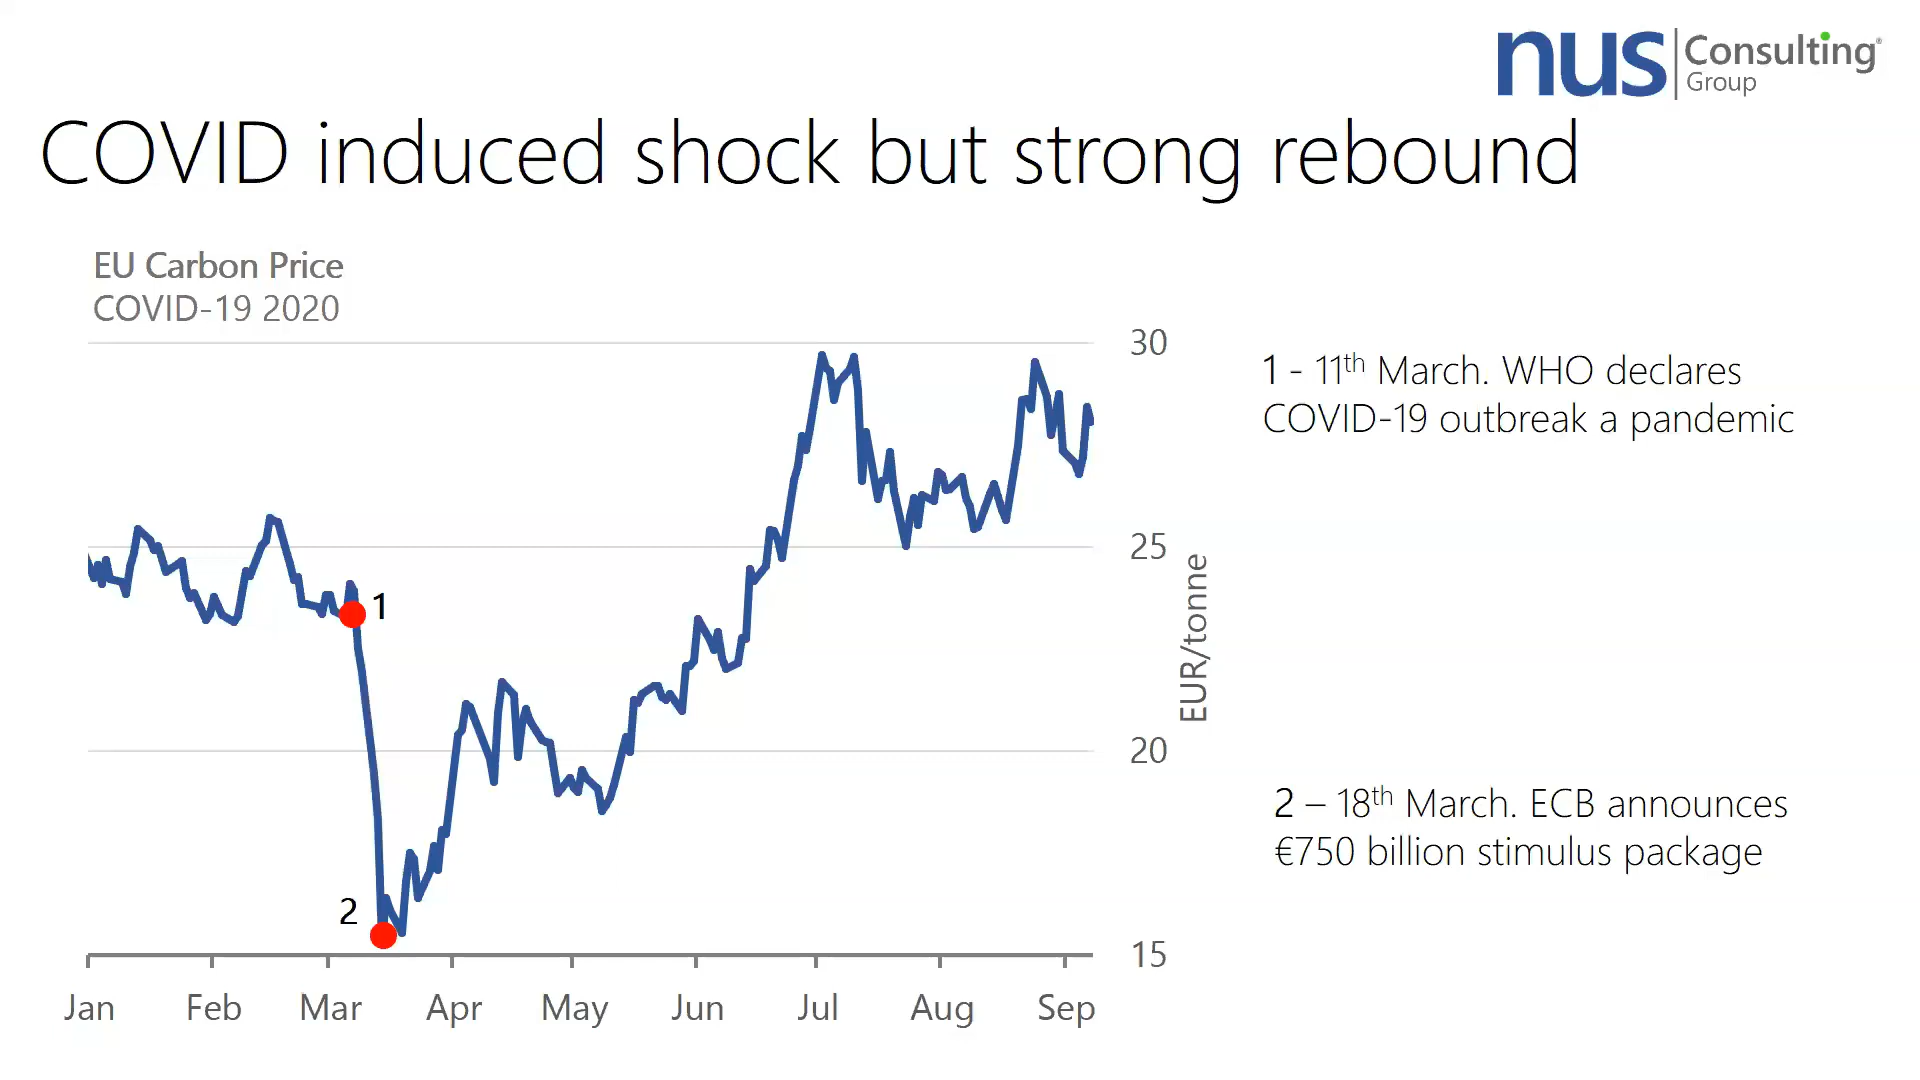 nus Consulting®
Group
COVID induced shock but strong rebound
EU Carbon Price
COVID-19 2020
30
25
20
15
EUR/tonne
1
2
Jan Feb Mar Apr May Jun Jul Aug Sep
1 - 11th March. WHO declares
COVID-19 outbreak a pandemic
2 – 18th March. ECB announces
€750 billion stimulus package